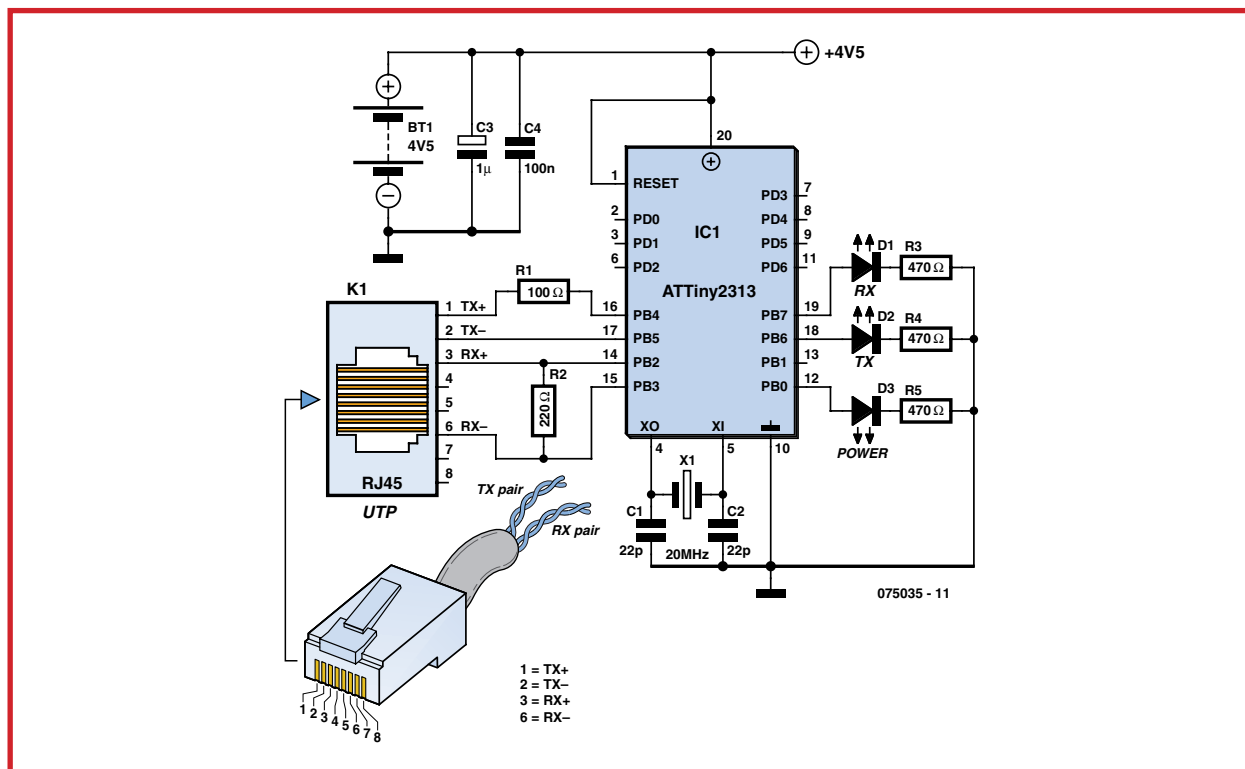 +4V5
BT1
4V5
C3
1µ
C4
100n
20
1
RESET
2
PD0
3
PD1
6
PD2
IC1
ATTiny2313
PD3
7
PD4
8
PD5
9
PD6
11
16
PB4
17
PB5
14
PB2
15
PB3
PB7
19
PB6
18
PB1
13
PB0
12
XO
XI
4
5
10
D1
RX
R3
470 Ω
D2
TX
R4
470 Ω
D3
POWER
R5
470 Ω
K1
R1
100 Ω
1 TX+
2 TX–
3 RX+
4
5
6 RX–
7
8
R2
220 Ω
RJ45
UTP
X1
C1
22p
20MHz
C2
22p
TX pair
RX pair
075035 - 11
1 = TX+
2 = TX–
3 = RX+
6 = RX–
1 2 3 4 5 6 7 8